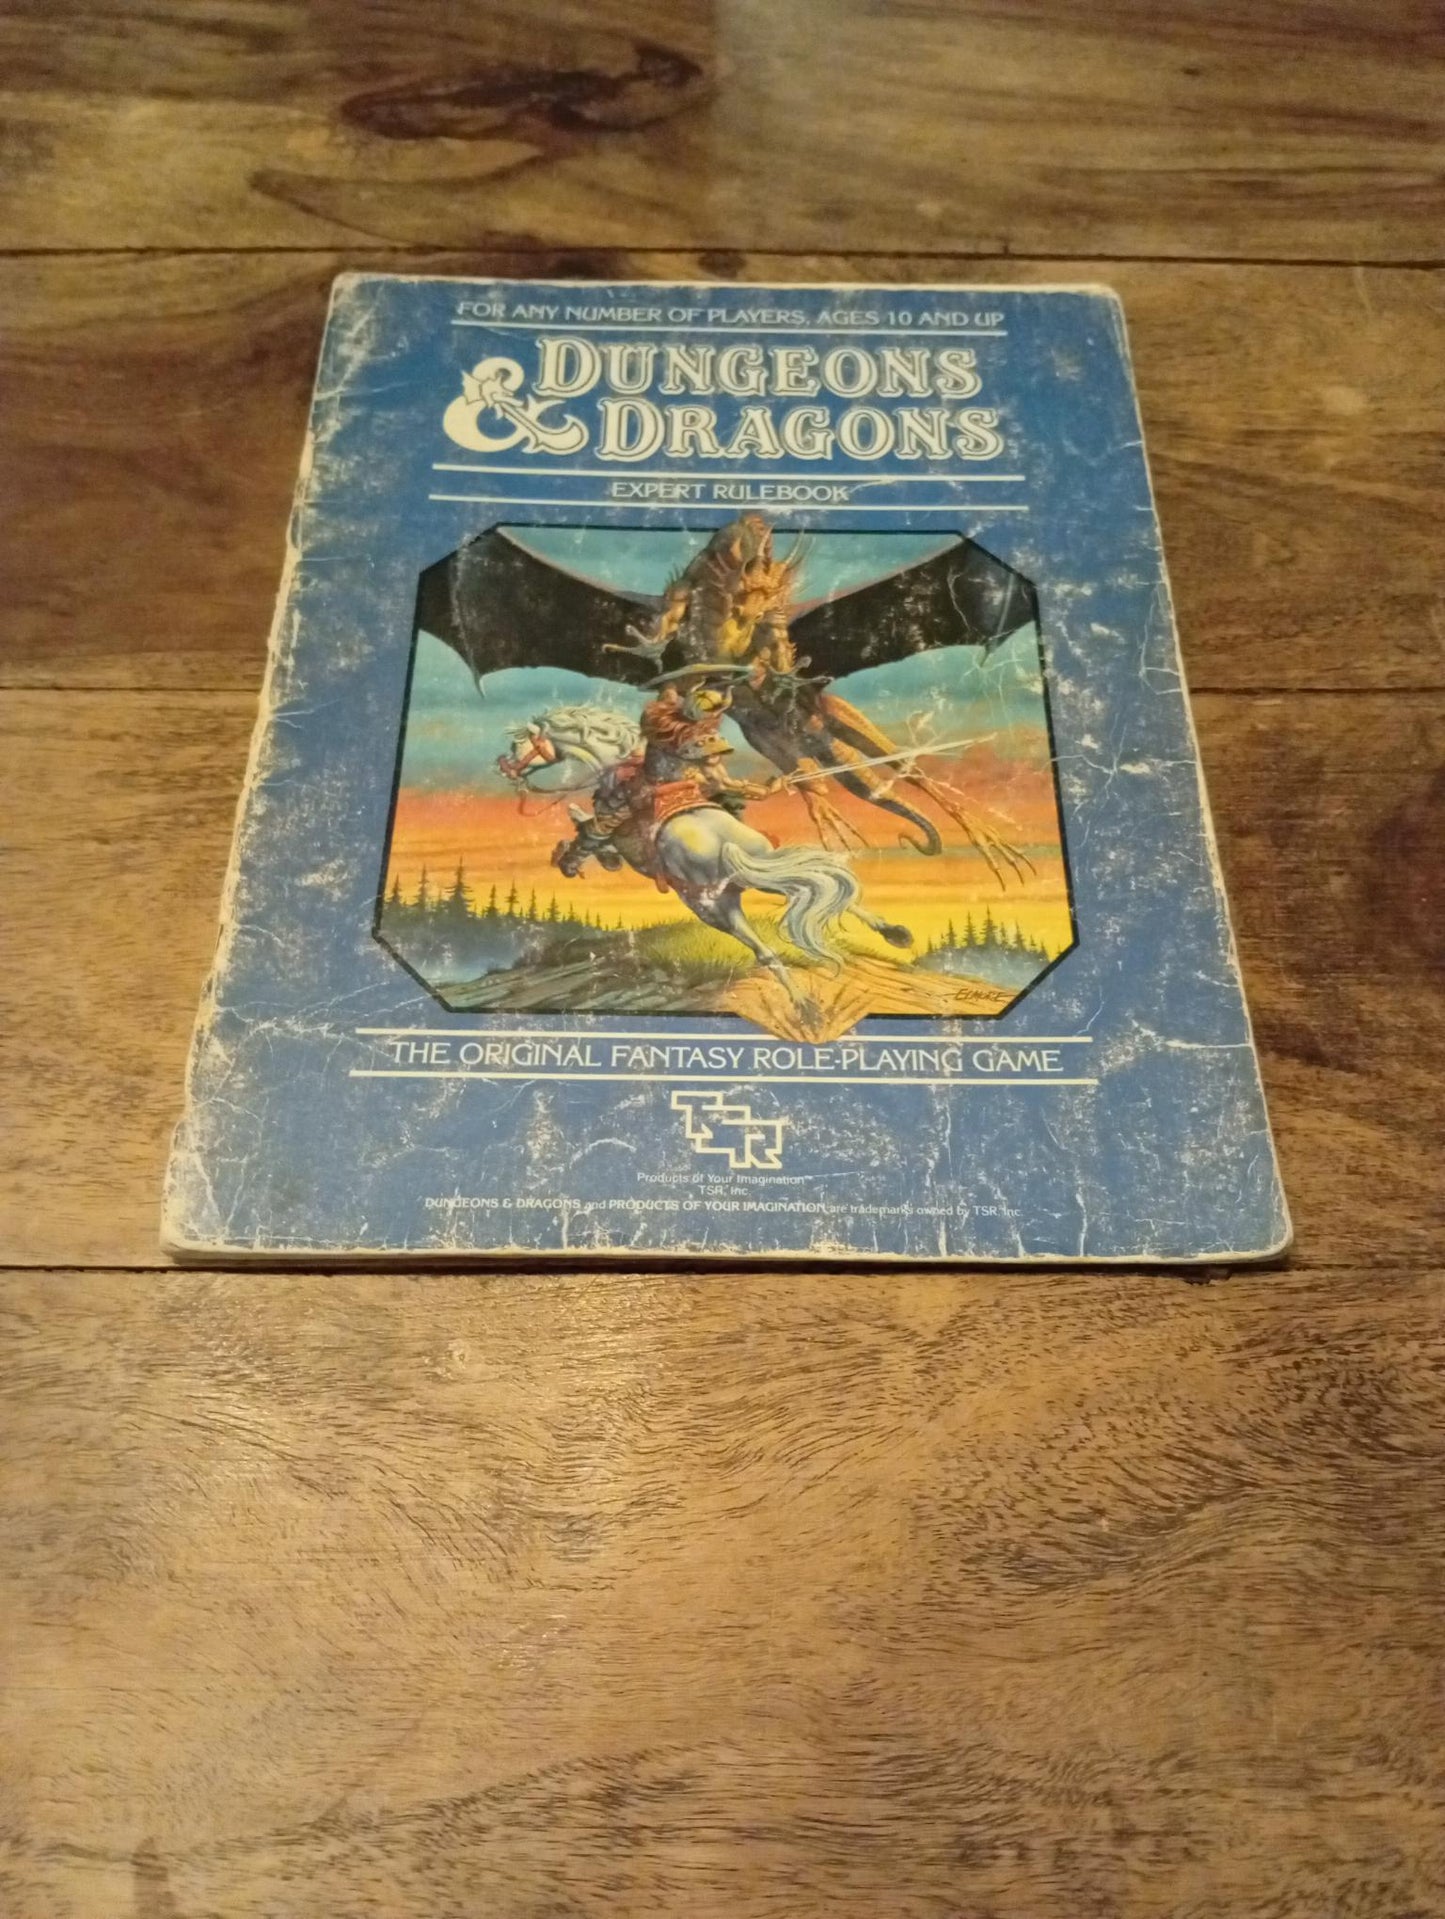 FOR ANY NUMBER OF PLAYERS, AGES 10 AND UP
DUNGEONS
& DRAGONS
EXPERT RULEBOOK
ELMORE
THE ORIGINAL FANTASY ROLE-PLAYING GAME
TSR
Products of Your Imagination™
TSR, Inc.
DUNGEONS & DRAGONS and PRODUCTS OF YOUR IMAGINATION are trademarks owned by TSR, Inc.